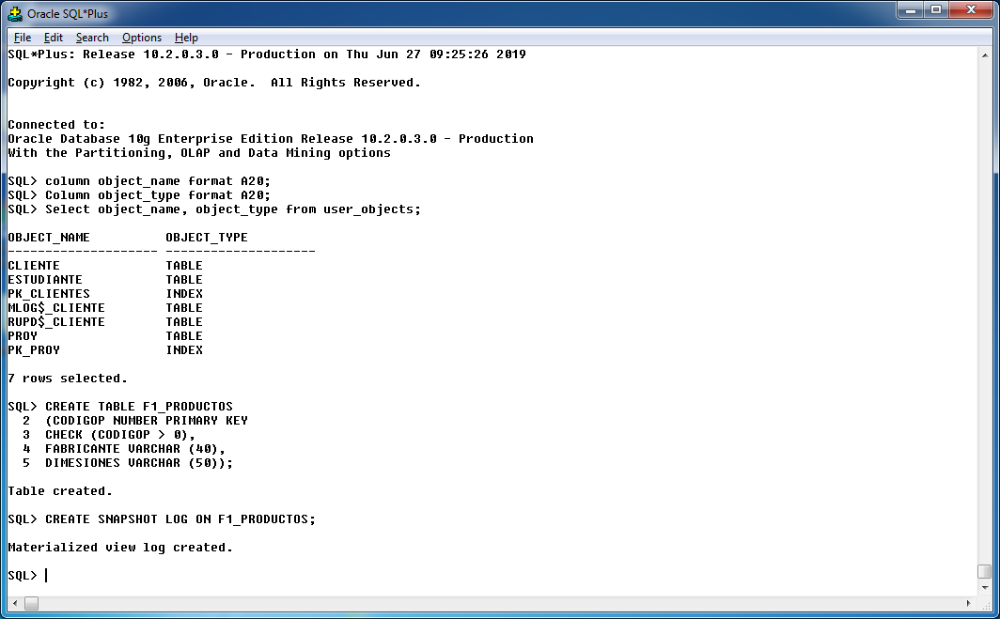 Oracle SQL*Plus
File Edit Search Options Help
SQL*Plus: Release 10.2.0.3.0 - Production on Thu Jun 27 09:25:26 2019
Copyright (c) 1982, 2006, Oracle.  All Rights Reserved.
Connected to:
Oracle Database 10g Enterprise Edition Release 10.2.0.3.0 - Production
With the Partitioning, OLAP and Data Mining options
SQL> column object_name format A20;
SQL> Column object_type format A20;
SQL> Select object_name, object_type from user_objects;
OBJECT_NAME          OBJECT_TYPE
-------------------- --------------------
CLIENTE              TABLE
ESTUDIANTE           TABLE
PK_CLIENTES          INDEX
MLOG$_CLIENTE        TABLE
RUPD$_CLIENTE        TABLE
PROY                 TABLE
PK_PROY              INDEX
7 rows selected.
SQL> CREATE TABLE F1_PRODUCTOS
  2  (CODIGOP NUMBER PRIMARY KEY
  3  CHECK (CODIGOP > 0),
  4  FABRICANTE VARCHAR (40),
  5  DIMESIONES VARCHAR (50));
Table created.
SQL> CREATE SNAPSHOT LOG ON F1_PRODUCTOS;
Materialized view log created.
SQL>